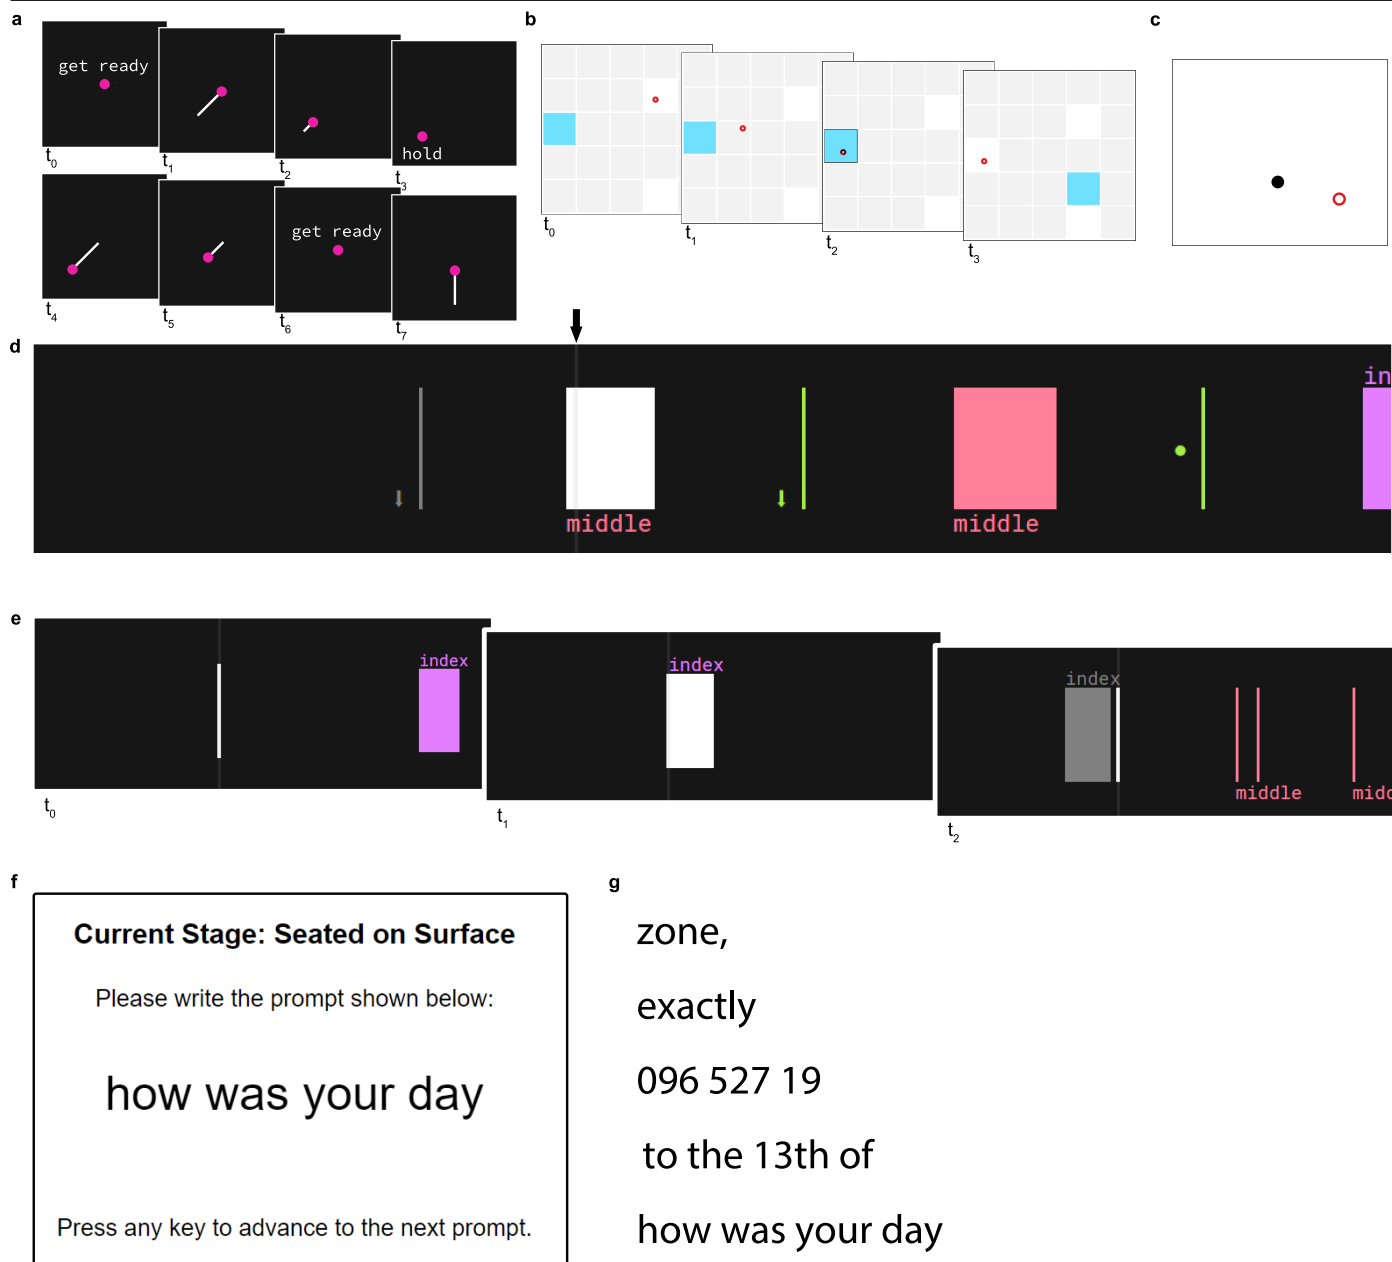 a
get ready
t0
t1
t2
hold
t3
t4
t5
get ready
t6
t7
b
t0
t1
t2
t3
c
d
middle
middle
in
e
index
t0
index
t1
index
middle
midd
t2
f
Current Stage: Seated on Surface
Please write the prompt shown below:
how was your day
Press any key to advance to the next prompt.
g
zone,
exactly
096 527 19
to the 13th of
how was your day